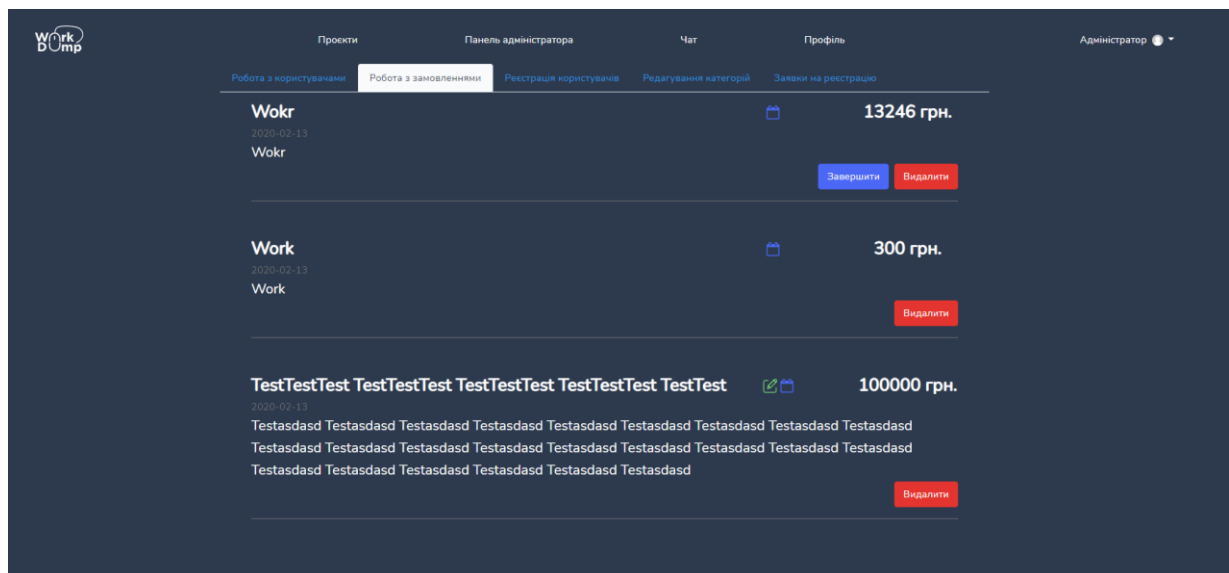 Work
Dump
Проєкти Панель адміністратора Чат Профіль Адміністратор
Робота з користувачами Робота з замовленнями Реєстрація користувачів Редагування категорій Заявки на реєстрацію
Wokr 13246 грн.
2020-02-13
Wokr
Завершити Видалити
Work 300 грн.
2020-02-13
Work
Видалити
TestTestTest TestTestTest TestTestTest TestTestTest TestTest 100000 грн.
2020-02-13
Testasdasd Testasdasd Testasdasd Testasdasd Testasdasd Testasdasd Testasdasd Testasdasd Testasdasd
Testasdasd Testasdasd Testasdasd Testasdasd Testasdasd Testasdasd Testasdasd Testasdasd Testasdasd
Testasdasd Testasdasd Testasdasd Testasdasd Testasdasd Testasdasd
Видалити